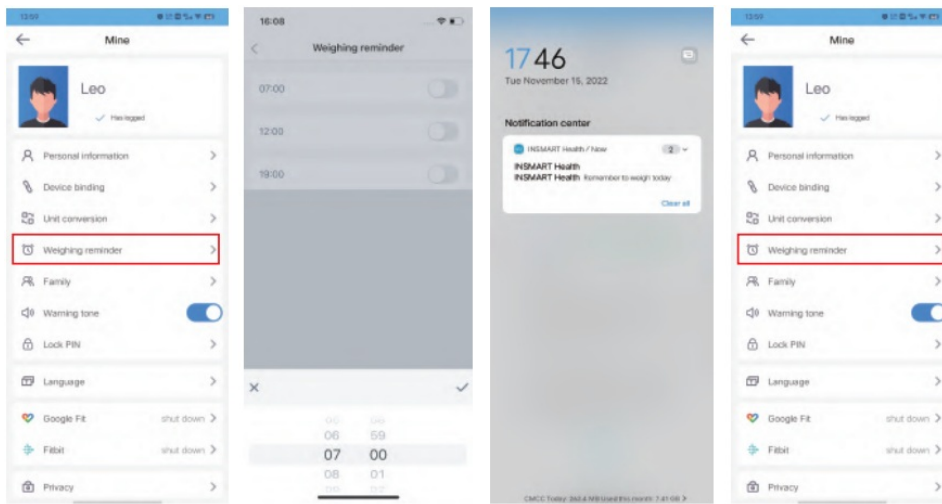 12:59
Mine
Leo
Has logged
Personal information
Device binding
Unit conversion
Weighing reminder
Family
Warning tone
Lock PIN
Language
Google Fit shut down
Fitbit shut down
Privacy
16:08
Weighing reminder
07:00
12:00
19:00
06 59
07 00
08 01
17 46
Tue November 15, 2022
Notification center
INSMART Health / Now 2
INSMART Health
INSMART Health Remember to weigh today
Clear all
12:59
Mine
Leo
Has logged
Personal information
Device binding
Unit conversion
Weighing reminder
Family
Warning tone
Lock PIN
Language
Google Fit shut down
Fitbit shut down
Privacy